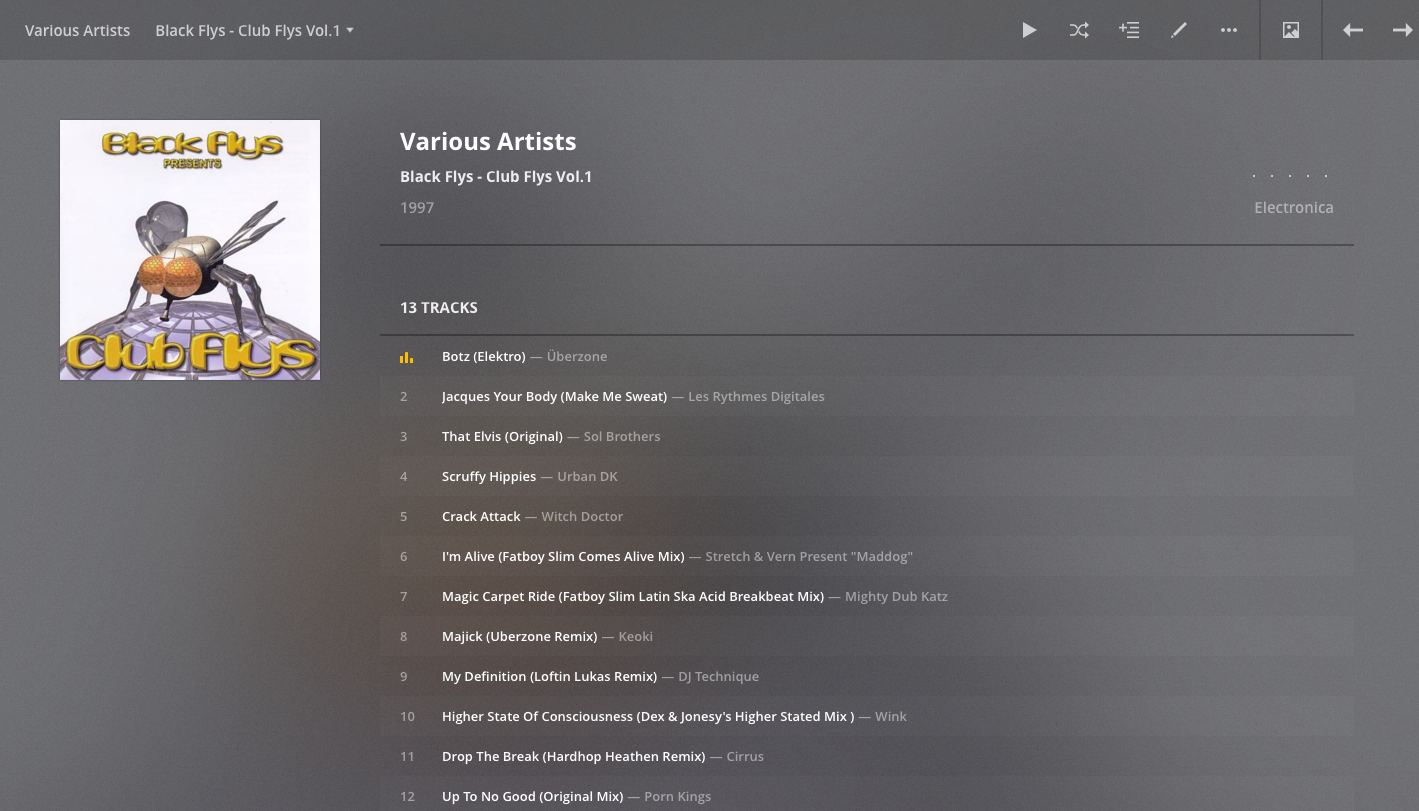 Various Artists Black Flys - Club Flys Vol.1
Black Flys
PRESENTS
Club Flys
Various Artists
Black Flys - Club Flys Vol.1
1997
Electronica
13 TRACKS
Botz (Elektro) — Überzone
2 Jacques Your Body (Make Me Sweat) — Les Rythmes Digitales
3 That Elvis (Original) — Sol Brothers
4 Scruffy Hippies — Urban DK
5 Crack Attack — Witch Doctor
6 I'm Alive (Fatboy Slim Comes Alive Mix) — Stretch & Vern Present "Maddog"
7 Magic Carpet Ride (Fatboy Slim Latin Ska Acid Breakbeat Mix) — Mighty Dub Katz
8 Majick (Uberzone Remix) — Keoki
9 My Definition (Loftin Lukas Remix) — DJ Technique
10 Higher State Of Consciousness (Dex & Jonesy's Higher Stated Mix ) — Wink
11 Drop The Break (Hardhop Heathen Remix) — Cirrus
12 Up To No Good (Original Mix) — Porn Kings